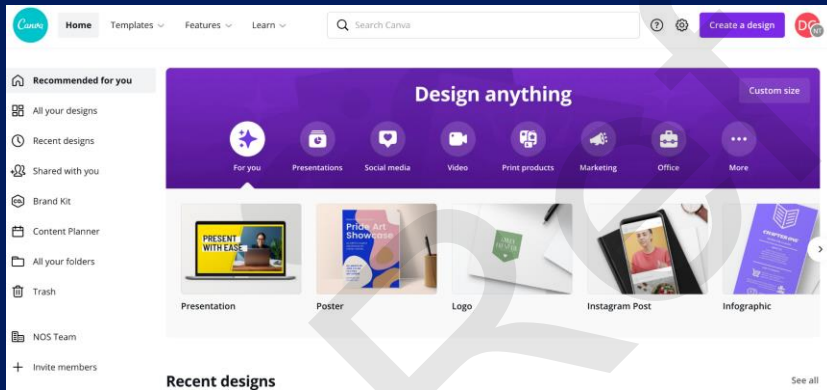 Canva
Home
Templates
Features
Learn
Search Canva
Create a design
DG
NT
Recommended for you
All your designs
Recent designs
Shared with you
Brand Kit
Content Planner
All your folders
Trash
NOS Team
Invite members
Design anything
Custom size
For you
Presentations
Social media
Video
Print products
Marketing
Office
More
PRESENT
WITH EASE
Pride Art
Showcase
Presentation
Poster
Logo
Instagram Post
Infographic
Recent designs
See all